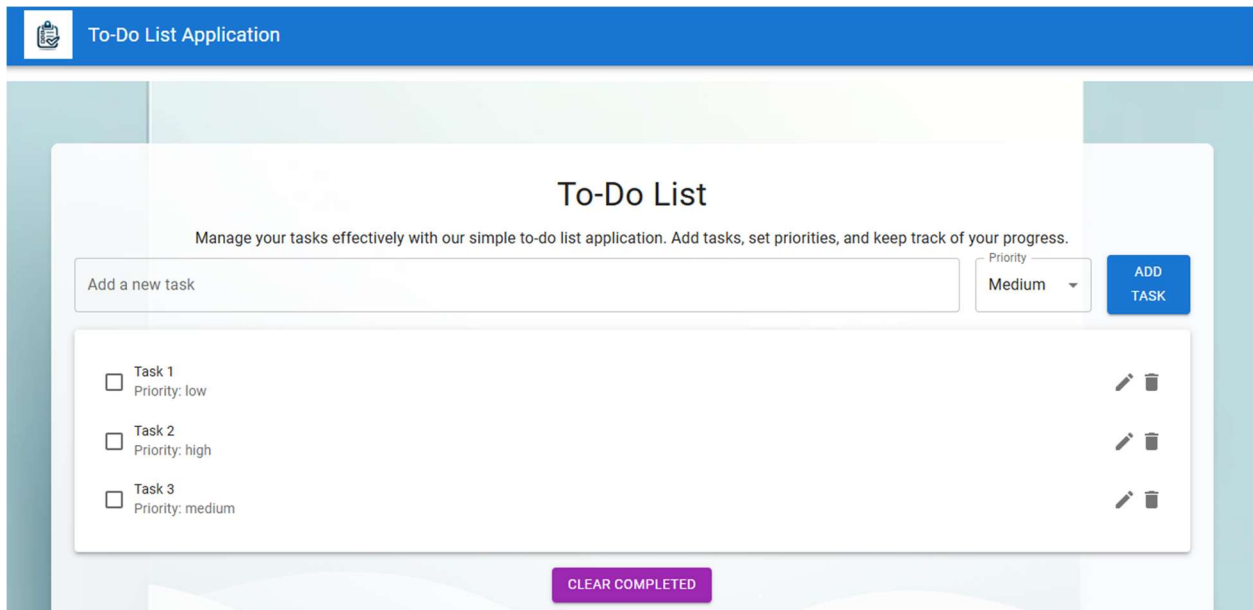 To-Do List Application
To-Do List
Manage your tasks effectively with our simple to-do list application. Add tasks, set priorities, and keep track of your progress.
Add a new task
Priority
Medium
ADD
TASK
Task 1
Priority: low
Task 2
Priority: high
Task 3
Priority: medium
CLEAR COMPLETED